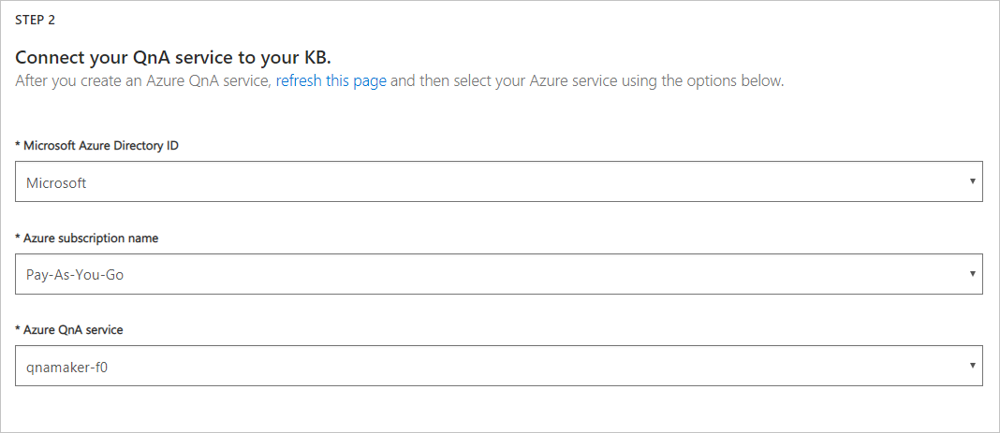 STEP 2
Connect your QnA service to your KB.
After you create an Azure QnA service, refresh this page and then select your Azure service using the options below.
* Microsoft Azure Directory ID
Microsoft
* Azure subscription name
Pay-As-You-Go
* Azure QnA service
qnamaker-f0